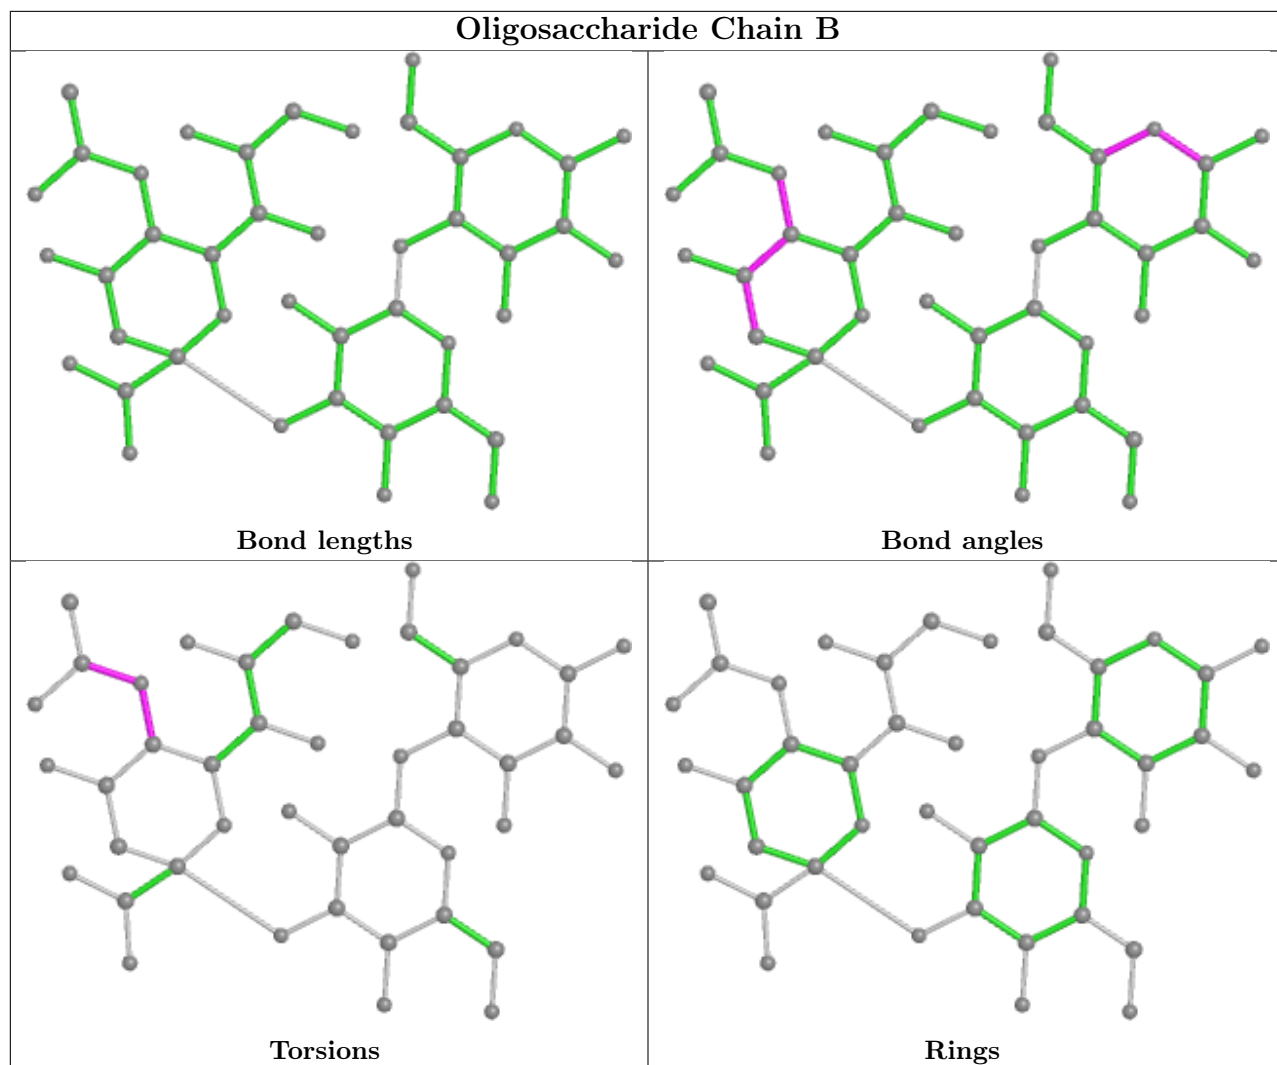 Oligosaccharide Chain B
Bond lengths
Bond angles
Torsions
Rings